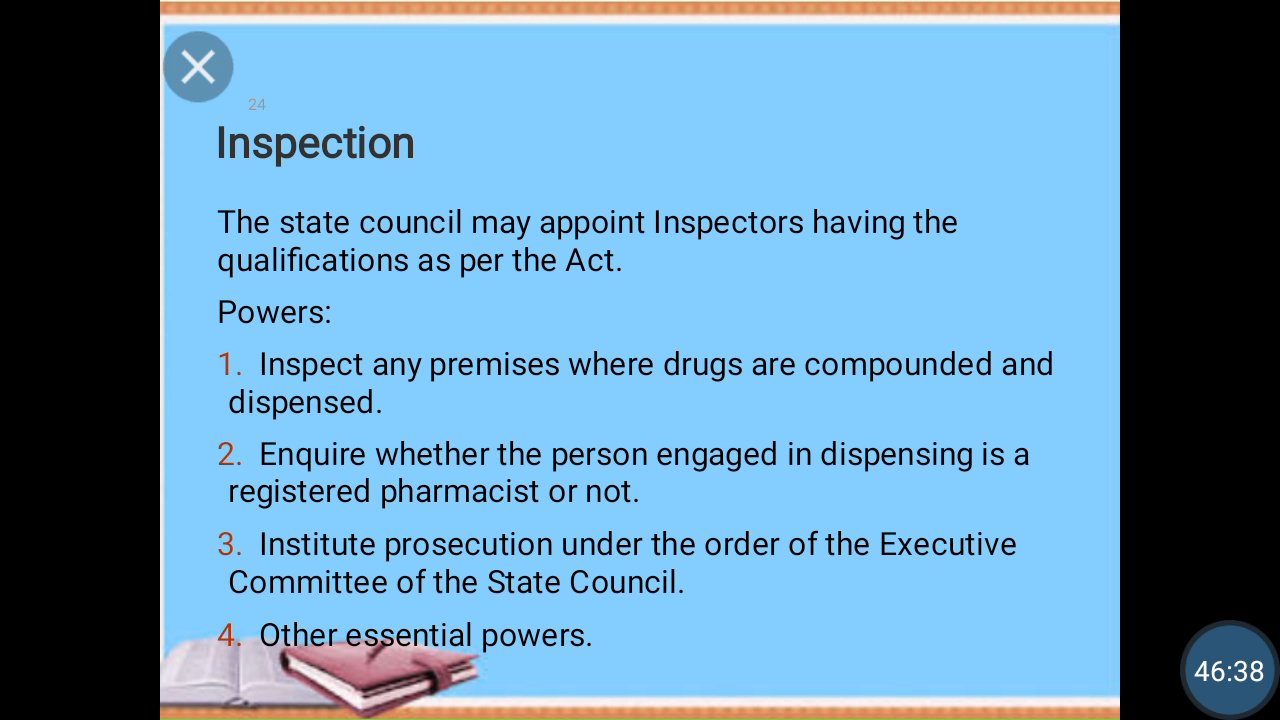 24
Inspection
The state council may appoint Inspectors having the
qualifications as per the Act.
Powers:
1. Inspect any premises where drugs are compounded and
dispensed.
2. Enquire whether the person engaged in dispensing is a
registered pharmacist or not.
3. Institute prosecution under the order of the Executive
Committee of the State Council.
4. Other essential powers.
46:38